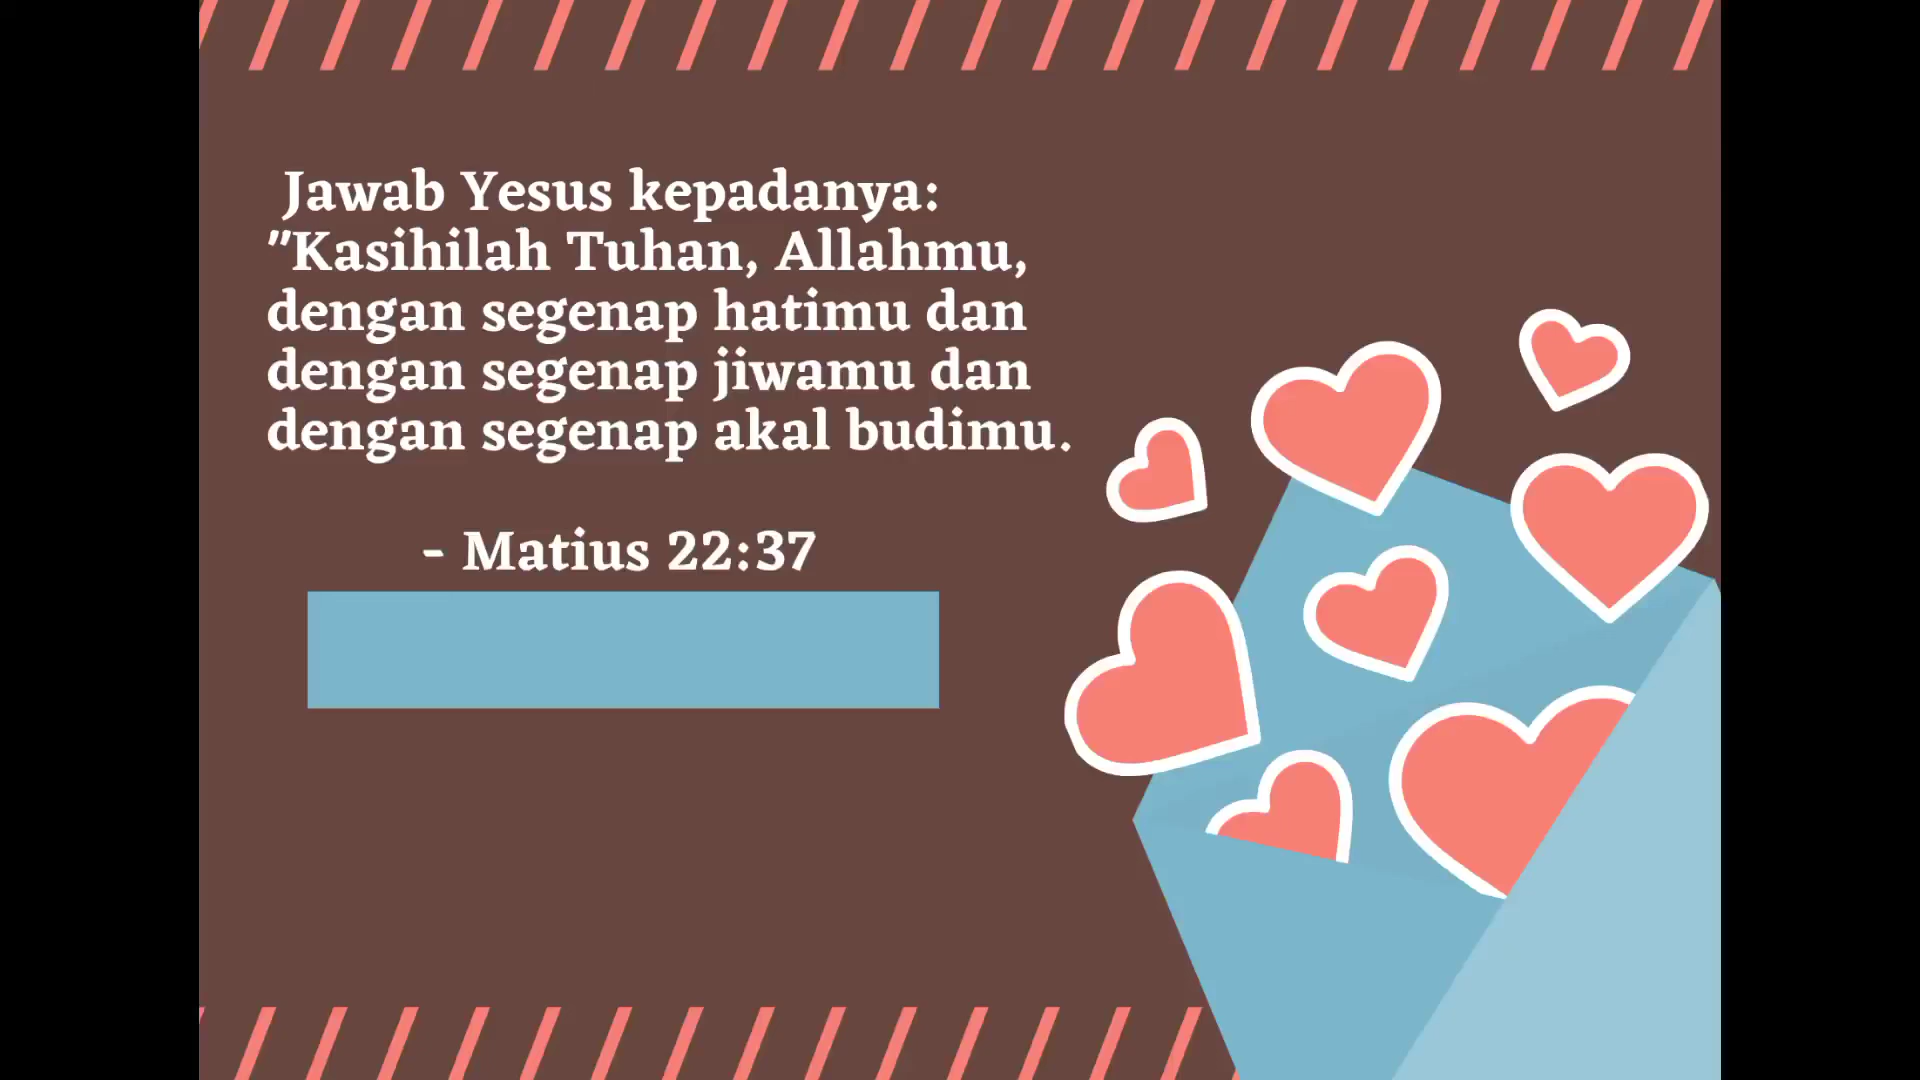 Jawab Yesus kepadanya:
"Kasihilah Tuhan, Allahmu,
dengan segenap hatimu dan
dengan segenap jiwamu dan
dengan segenap akal budimu.
- Matius 22:37